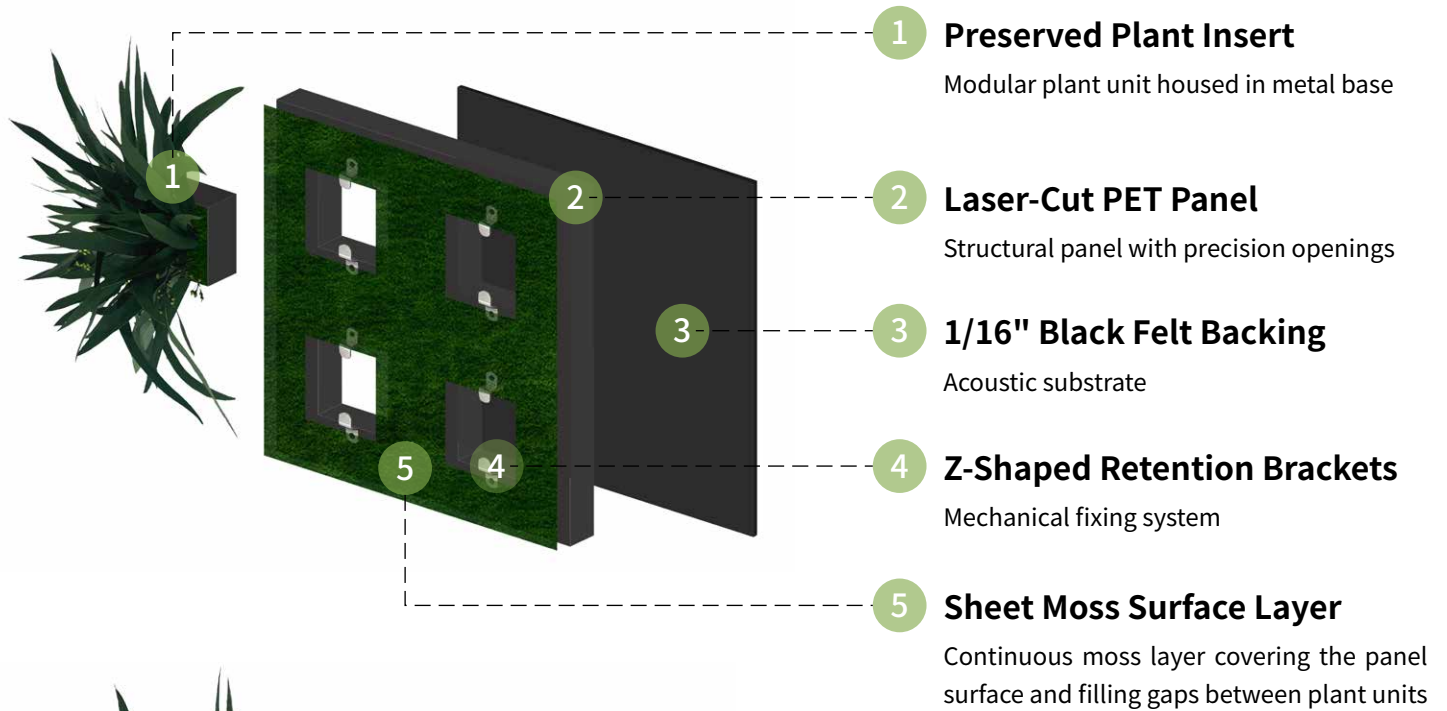 1 Preserved Plant Insert
Modular plant unit housed in metal base
1
2 2 Laser-Cut PET Panel
Structural panel with precision openings
3 3 1/16" Black Felt Backing
Acoustic substrate
5 4 4 Z-Shaped Retention Brackets
Mechanical fixing system
5 Sheet Moss Surface Layer
Continuous moss layer covering the panel
surface and filling gaps between plant units